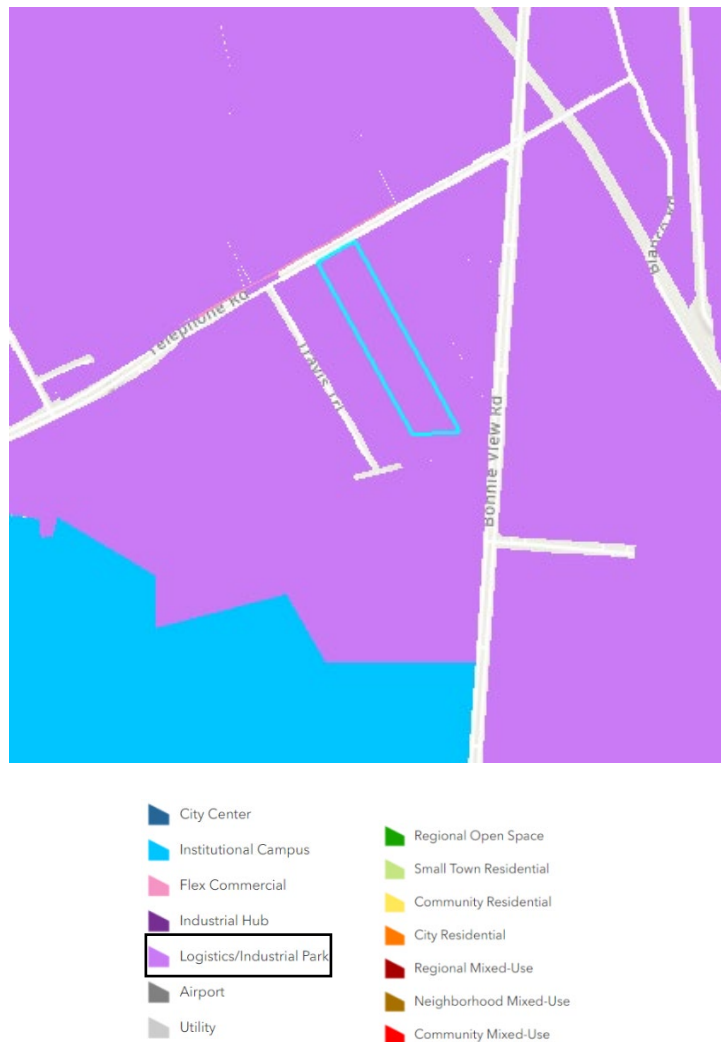 Blanco Rd
Telephone Rd
Travis Trl
Bonnie View Rd
City Center
Institutional Campus
Flex Commercial
Industrial Hub
Logistics/Industrial Park
Airport
Utility
Regional Open Space
Small Town Residential
Community Residential
City Residential
Regional Mixed-Use
Neighborhood Mixed-Use
Community Mixed-Use